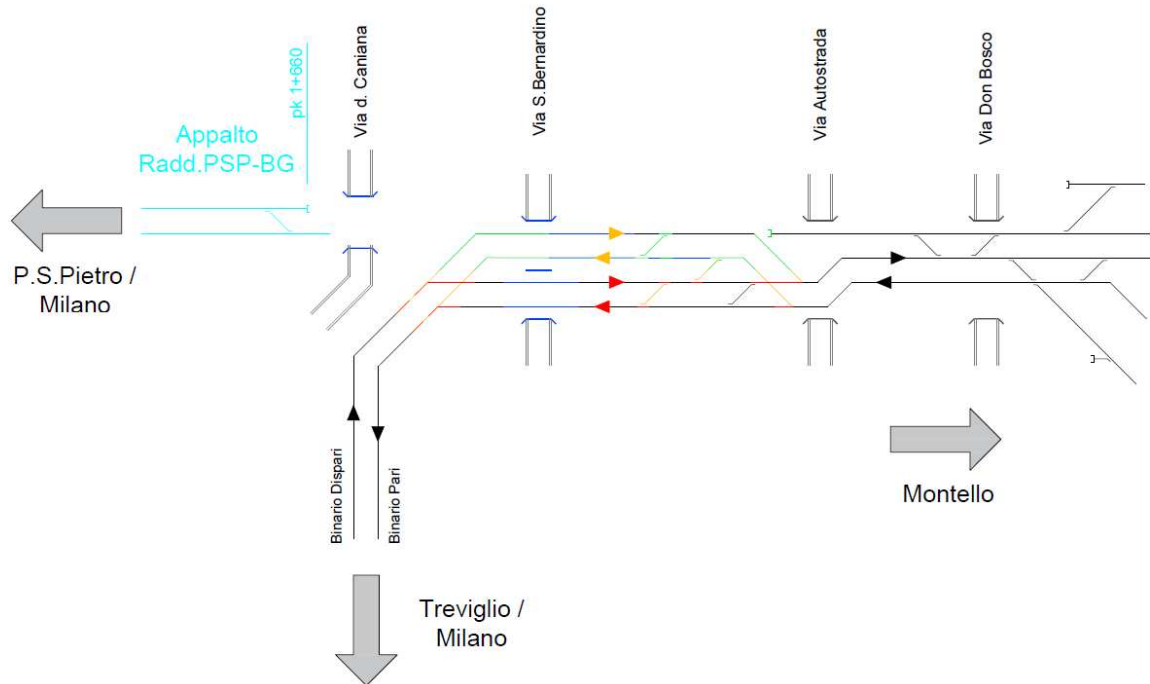 pk 1+660
Via d. Caniana
Via S.Bernardino
Via Autostrada
Via Don Bosco
Appalto
Radd.PSP-BG
P.S.Pietro /
Milano
Binario Dispari
Binario Pari
Montello
Treviglio /
Milano